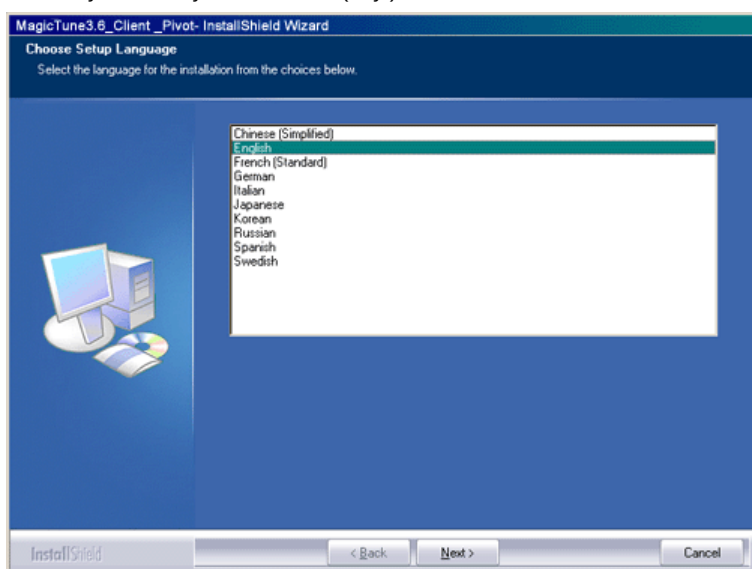 MagicTune3.6_Client _Pivot- InstallShield Wizard
Choose Setup Language
Select the language for the installation from the choices below.
Chinese (Simplified)
English
French (Standard)
German
Italian
Japanese
Korean
Russian
Spanish
Swedish
InstallShield
< Back
Next >
Cancel